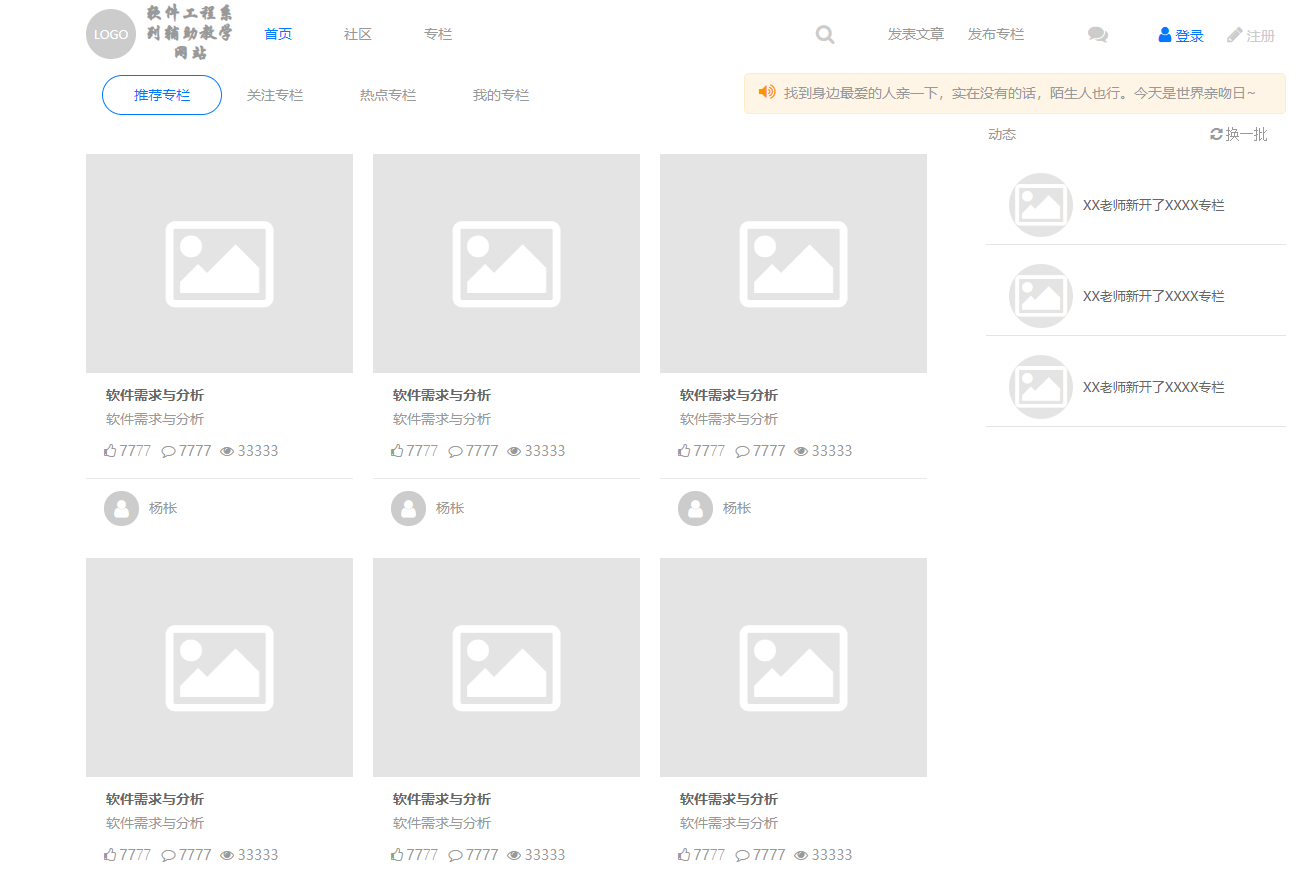 LOGO
软件工程系
列辅助教学
网站
首页
社区
专栏
发表文章
发布专栏
登录
注册
推荐专栏
关注专栏
热点专栏
我的专栏
找到身边最爱的人亲一下，实在没有的话，陌生人也行。今天是世界亲吻日~
动态
换一批
XX老师新开了XXXX专栏
XX老师新开了XXXX专栏
XX老师新开了XXXX专栏
软件需求与分析
软件需求与分析
7777 7777 33333
杨枨
软件需求与分析
软件需求与分析
7777 7777 33333
杨枨
软件需求与分析
软件需求与分析
7777 7777 33333
杨枨
软件需求与分析
软件需求与分析
7777 7777 33333
软件需求与分析
软件需求与分析
7777 7777 33333
软件需求与分析
软件需求与分析
7777 7777 33333